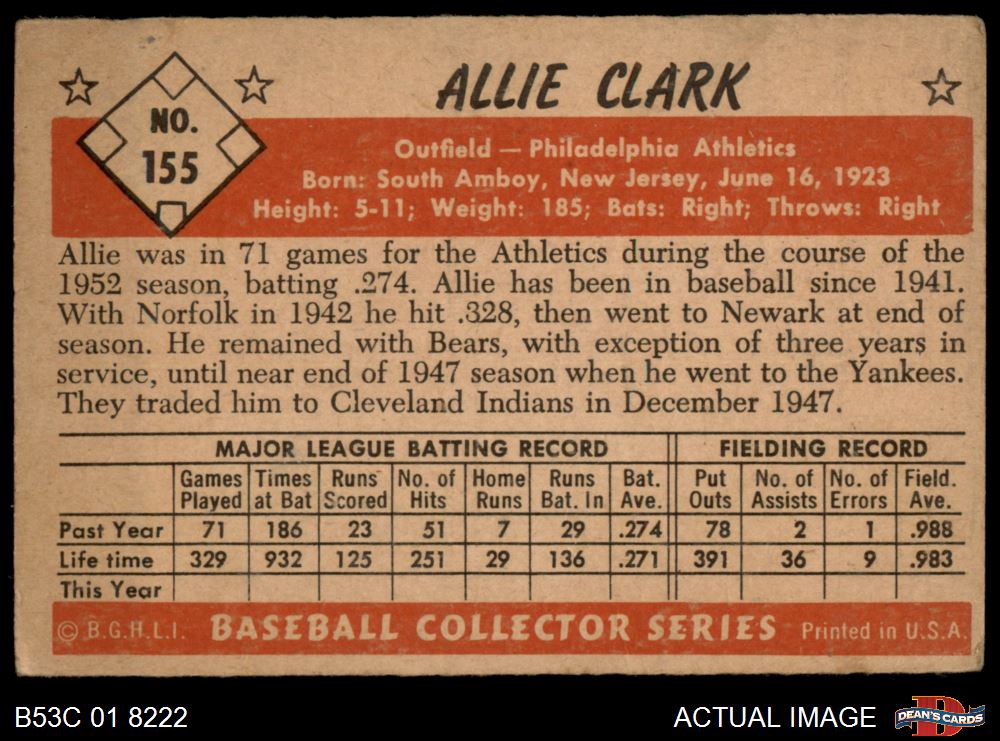 ALLIE CLARK
NO.
155
Outfield — Philadelphia Athletics
Born: South Amboy, New Jersey, June 16, 1923
Height: 5-11; Weight: 185; Bats: Right; Throws: Right
Allie was in 71 games for the Athletics during the course of the
1952 season, batting .274. Allie has been in baseball since 1941.
With Norfolk in 1942 he hit .328, then went to Newark at end of
season. He remained with Bears, with exception of three years in
service, until near end of 1947 season when he went to the Yankees.
They traded him to Cleveland Indians in December 1947.
MAJOR LEAGUE BATTING RECORD FIELDING RECORD
Games Times Runs No. of Home Runs Bat. Put No. of No. of Field.
Played at Bat Scored Hits Runs Bat. In Ave. Outs Assists Errors Ave.
Past Year 71 186 23 51 7 29 .274 78 2 1 .988
Life time 329 932 125 251 29 136 .271 391 36 9 .983
This Year
© B.G.H.L.I. BASEBALL COLLECTOR SERIES Printed in U.S.A.
B53C 01 8222 ACTUAL IMAGE D DEAN'S CARDS